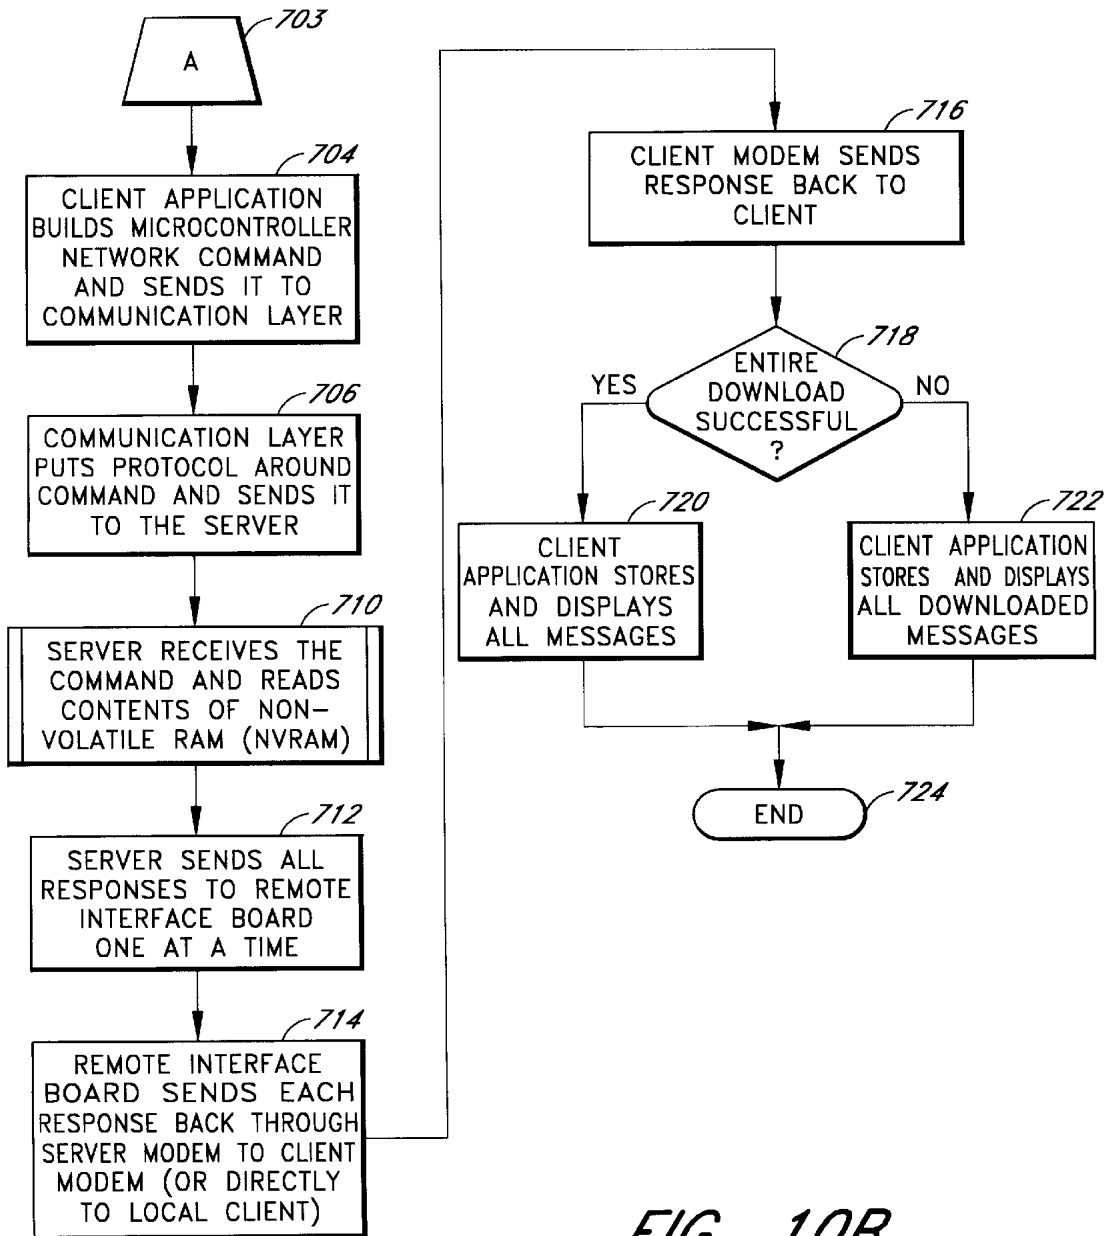 703
A
704
CLIENT APPLICATION
BUILDS MICROCONTROLLER
NETWORK COMMAND
AND SENDS IT TO
COMMUNICATION LAYER
706
COMMUNICATION LAYER
PUTS PROTOCOL AROUND
COMMAND AND SENDS IT
TO THE SERVER
710
SERVER RECEIVES THE
COMMAND AND READS
CONTENTS OF NON-
VOLATILE RAM (NVRAM)
712
SERVER SENDS ALL
RESPONSES TO REMOTE
INTERFACE BOARD
ONE AT A TIME
714
REMOTE INTERFACE
BOARD SENDS EACH
RESPONSE BACK THROUGH
SERVER MODEM TO CLIENT
MODEM (OR DIRECTLY
TO LOCAL CLIENT)
716
CLIENT MODEM SENDS
RESPONSE BACK TO
CLIENT
718
ENTIRE
DOWNLOAD
SUCCESSFUL
?
YES
NO
720
CLIENT
APPLICATION STORES
AND DISPLAYS
ALL MESSAGES
722
CLIENT APPLICATION
STORES AND DISPLAYS
ALL DOWNLOADED
MESSAGES
END
724
FIG. 10B